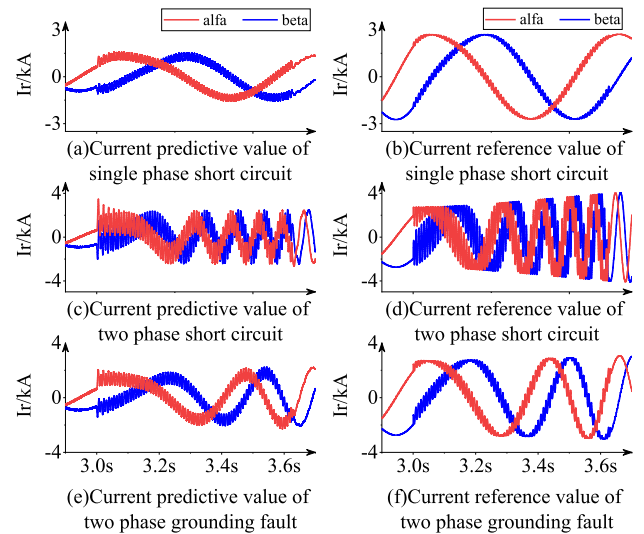 alfa beta
alfa beta
3
0
-3
Ir/kA
3
0
-3
Ir/kA
(a)Current predictive value of
single phase short circuit
(b)Current reference value of
single phase short circuit
4
0
-4
Ir/kA
4
0
-4
Ir/kA
(c)Current predictive value of
two phase short circuit
(d)Current reference value of
two phase short circuit
4
0
-4
Ir/kA
3.0s 3.2s 3.4s 3.6s
4
0
-4
Ir/kA
3.0s 3.2s 3.4s 3.6s
(e)Current predictive value of
two phase grounding fault
(f)Current reference value of
two phase grounding fault